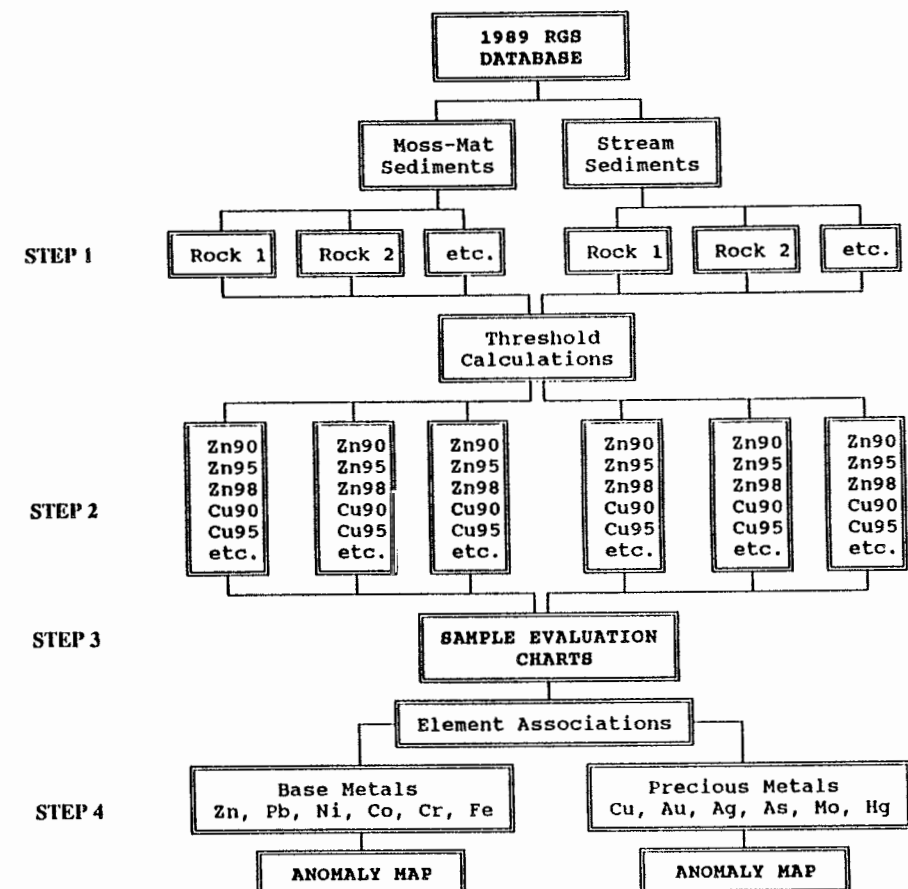 1989 RGS
DATABASE
Moss-Mat
Sediments
Stream
Sediments
STEP 1
Rock 1
Rock 2
etc.
Rock 1
Rock 2
etc.
Threshold
Calculations
STEP 2
Zn90
Zn95
Zn98
Cu90
Cu95
etc.
Zn90
Zn95
Zn98
Cu90
Cu95
etc.
Zn90
Zn95
Zn98
Cu90
Cu95
etc.
Zn90
Zn95
Zn98
Cu90
Cu95
etc.
Zn90
Zn95
Zn98
Cu90
Cu95
etc.
Zn90
Zn95
Zn98
Cu90
Cu95
etc.
STEP 3
SAMPLE EVALUATION
CHARTS
Element Associations
STEP 4
Base Metals
Zn, Pb, Ni, Co, Cr, Fe
Precious Metals
Cu, Au, Ag, As, Mo, Hg
ANOMALY MAP
ANOMALY MAP